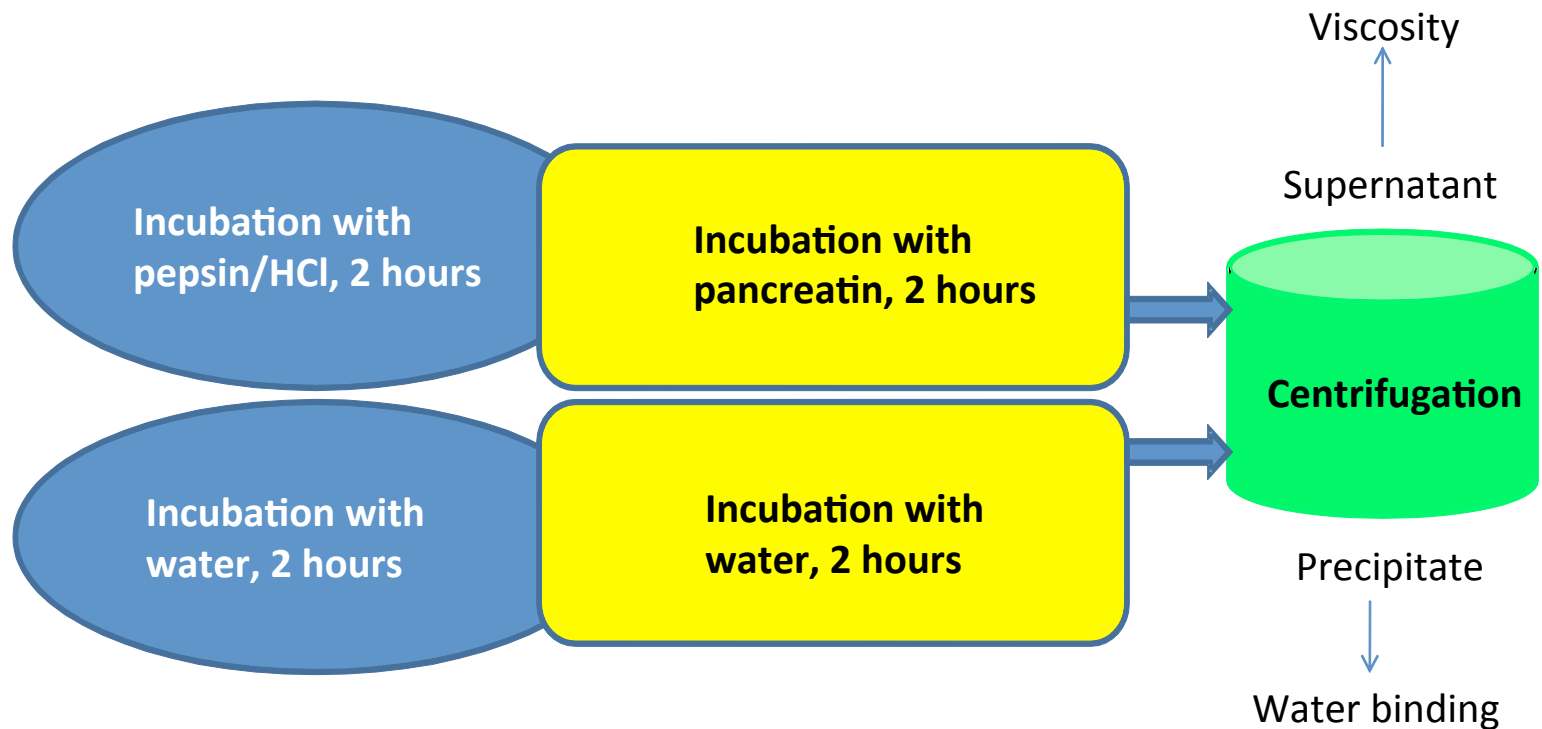 Viscosity
Supernatant
Incubation with
pepsin/HCl, 2 hours
Incubation with
pancreatin, 2 hours
Centrifugation
Incubation with
water, 2 hours
Incubation with
water, 2 hours
Precipitate
Water binding